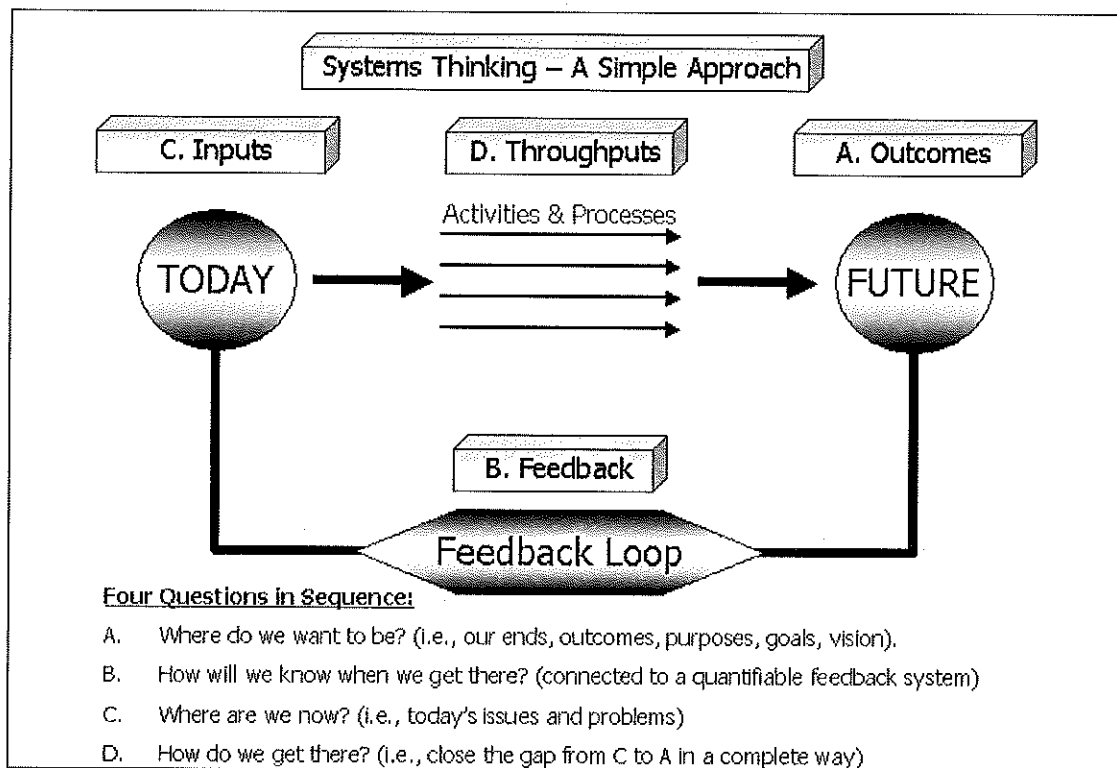 Systems Thinking – A Simple Approach
C. Inputs
D. Throughputs
A. Outcomes
Activities & Processes
TODAY
FUTURE
B. Feedback
Feedback Loop
Four Questions in Sequence:
A. Where do we want to be? (i.e., our ends, outcomes, purposes, goals, vision).
B. How will we know when we get there? (connected to a quantifiable feedback system)
C. Where are we now? (i.e., today's issues and problems)
D. How do we get there? (i.e., close the gap from C to A in a complete way)